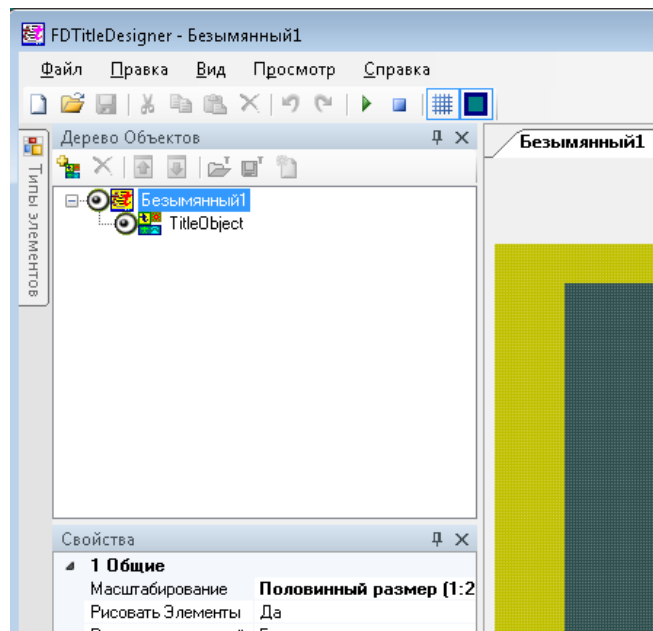 FDTitleDesigner - Безымянный1
Файл Правка Вид Просмотр Справка
Дерево Объектов
Безымянный1
Типы элементов
Безымянный1
TitleObject
Свойства
1 Общие
Масштабирование Половинный размер (1:2
Рисовать Элементы Да